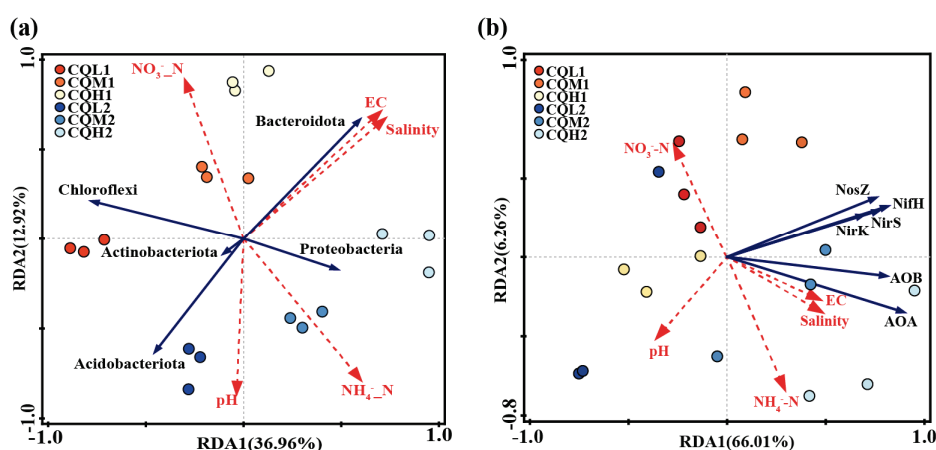 (a)
1.0
CQL1
CQM1
CQH1
CQL2
CQM2
CQH2
NO₃⁻_N
EC
Salinity
Bacteroidota
Chloroflexi
Actinobacteriota
Proteobacteria
Acidobacteriota
pH
NH₄⁻_N
RDA2(12.92%)
-1.0
-1.0
RDA1(36.96%)
1.0
(b)
1.0
CQL1
CQM1
CQH1
CQL2
CQM2
CQH2
NO₃⁻-N
NosZ
NifH
NirS
NirK
AOB
EC
AOA
Salinity
pH
NH₄⁻-N
RDA2(6.26%)
-0.8
-1.0
RDA1(66.01%)
1.0